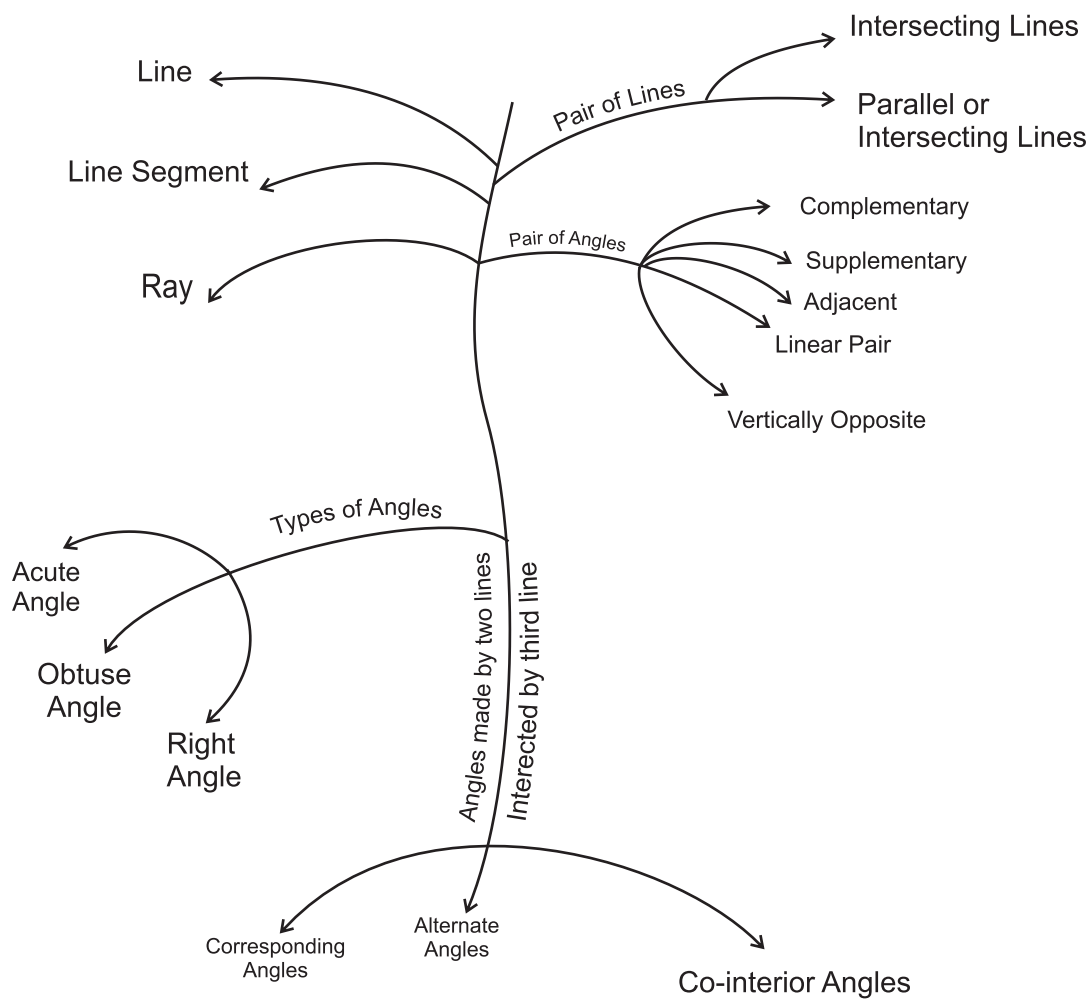 Intersecting Lines
Line
Pair of Lines
Parallel or
Intersecting Lines
Line Segment
Complementary
Pair of Angles
Supplementary
Ray
Adjacent
Linear Pair
Vertically Opposite
Types of Angles
Acute
Angle
Obtuse
Angle
Right
Angle
Angles made by two lines
Interected by third line
Corresponding
Angles
Alternate
Angles
Co-interior Angles